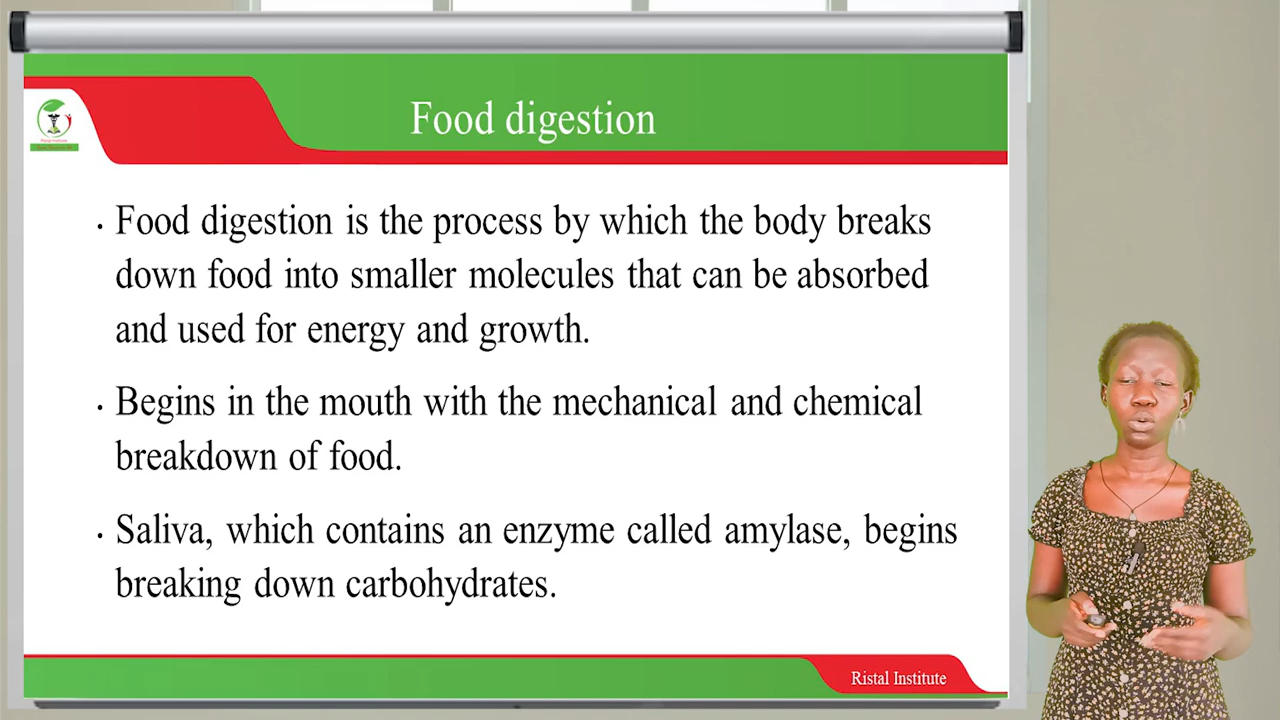 Food digestion
• Food digestion is the process by which the body breaks
down food into smaller molecules that can be absorbed
and used for energy and growth.
• Begins in the mouth with the mechanical and chemical
breakdown of food.
• Saliva, which contains an enzyme called amylase, begins
breaking down carbohydrates.
Ristal Institute